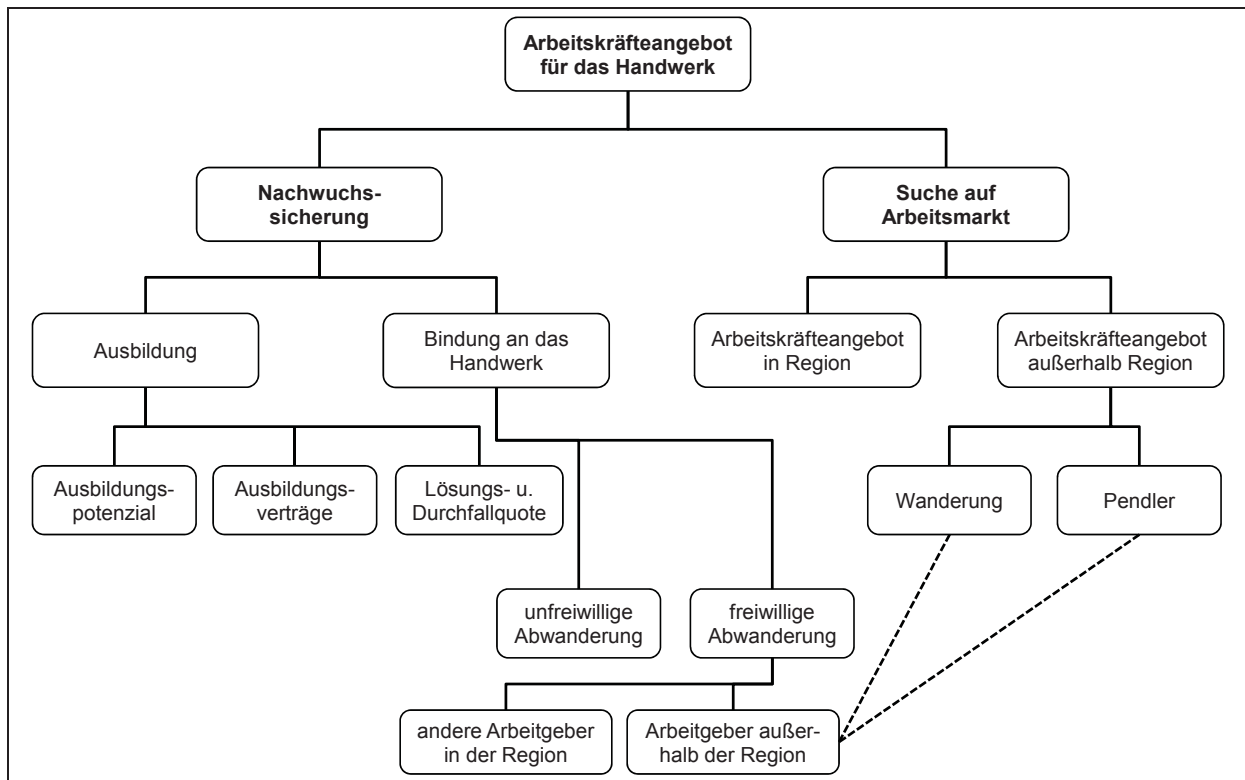 Arbeitskräfteangebot
für das Handwerk
Nachwuchs-
sicherung
Suche auf
Arbeitsmarkt
Ausbildung
Bindung an das
Handwerk
Arbeitskräfteangebot
in Region
Arbeitskräfteangebot
außerhalb Region
Ausbildungs-
potenzial
Ausbildungs-
verträge
Lösungs- u.
Durchfallquote
Wanderung
Pendler
unfreiwillige
Abwanderung
freiwillige
Abwanderung
andere Arbeitgeber
in der Region
Arbeitgeber außer-
halb der Region